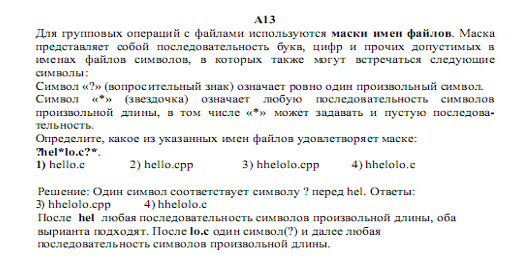 А13
Для групповых операций с файлами используются маски имен файлов. Маска
представляет собой последовательность букв, цифр и прочих допустимых в
именах файлов символов, в которых также могут встречаться следующие
символы:
Символ «?» (вопросительный знак) означает ровно один произвольный символ.
Символ «*» (звездочка) означает любую последовательность символов
произвольной длины, в том числе «*» может задавать и пустую последова-
тельность.
Определите, какое из указанных имен файлов удовлетворяет маске:
?hel*lo.c?*.
1) hello.c 2) hello.cpp 3) hhelolo.cpp 4) hhelolo.c
Решение: Один символ соответствует символу ? перед hel. Ответы:
3) hhelolo.cpp 4) hhelolo.c
После hel любая последовательность символов произвольной длины, оба
вырианта подходят. После lo.c один симвоl(?) и далее любая
последовательность символов произвольной длины.